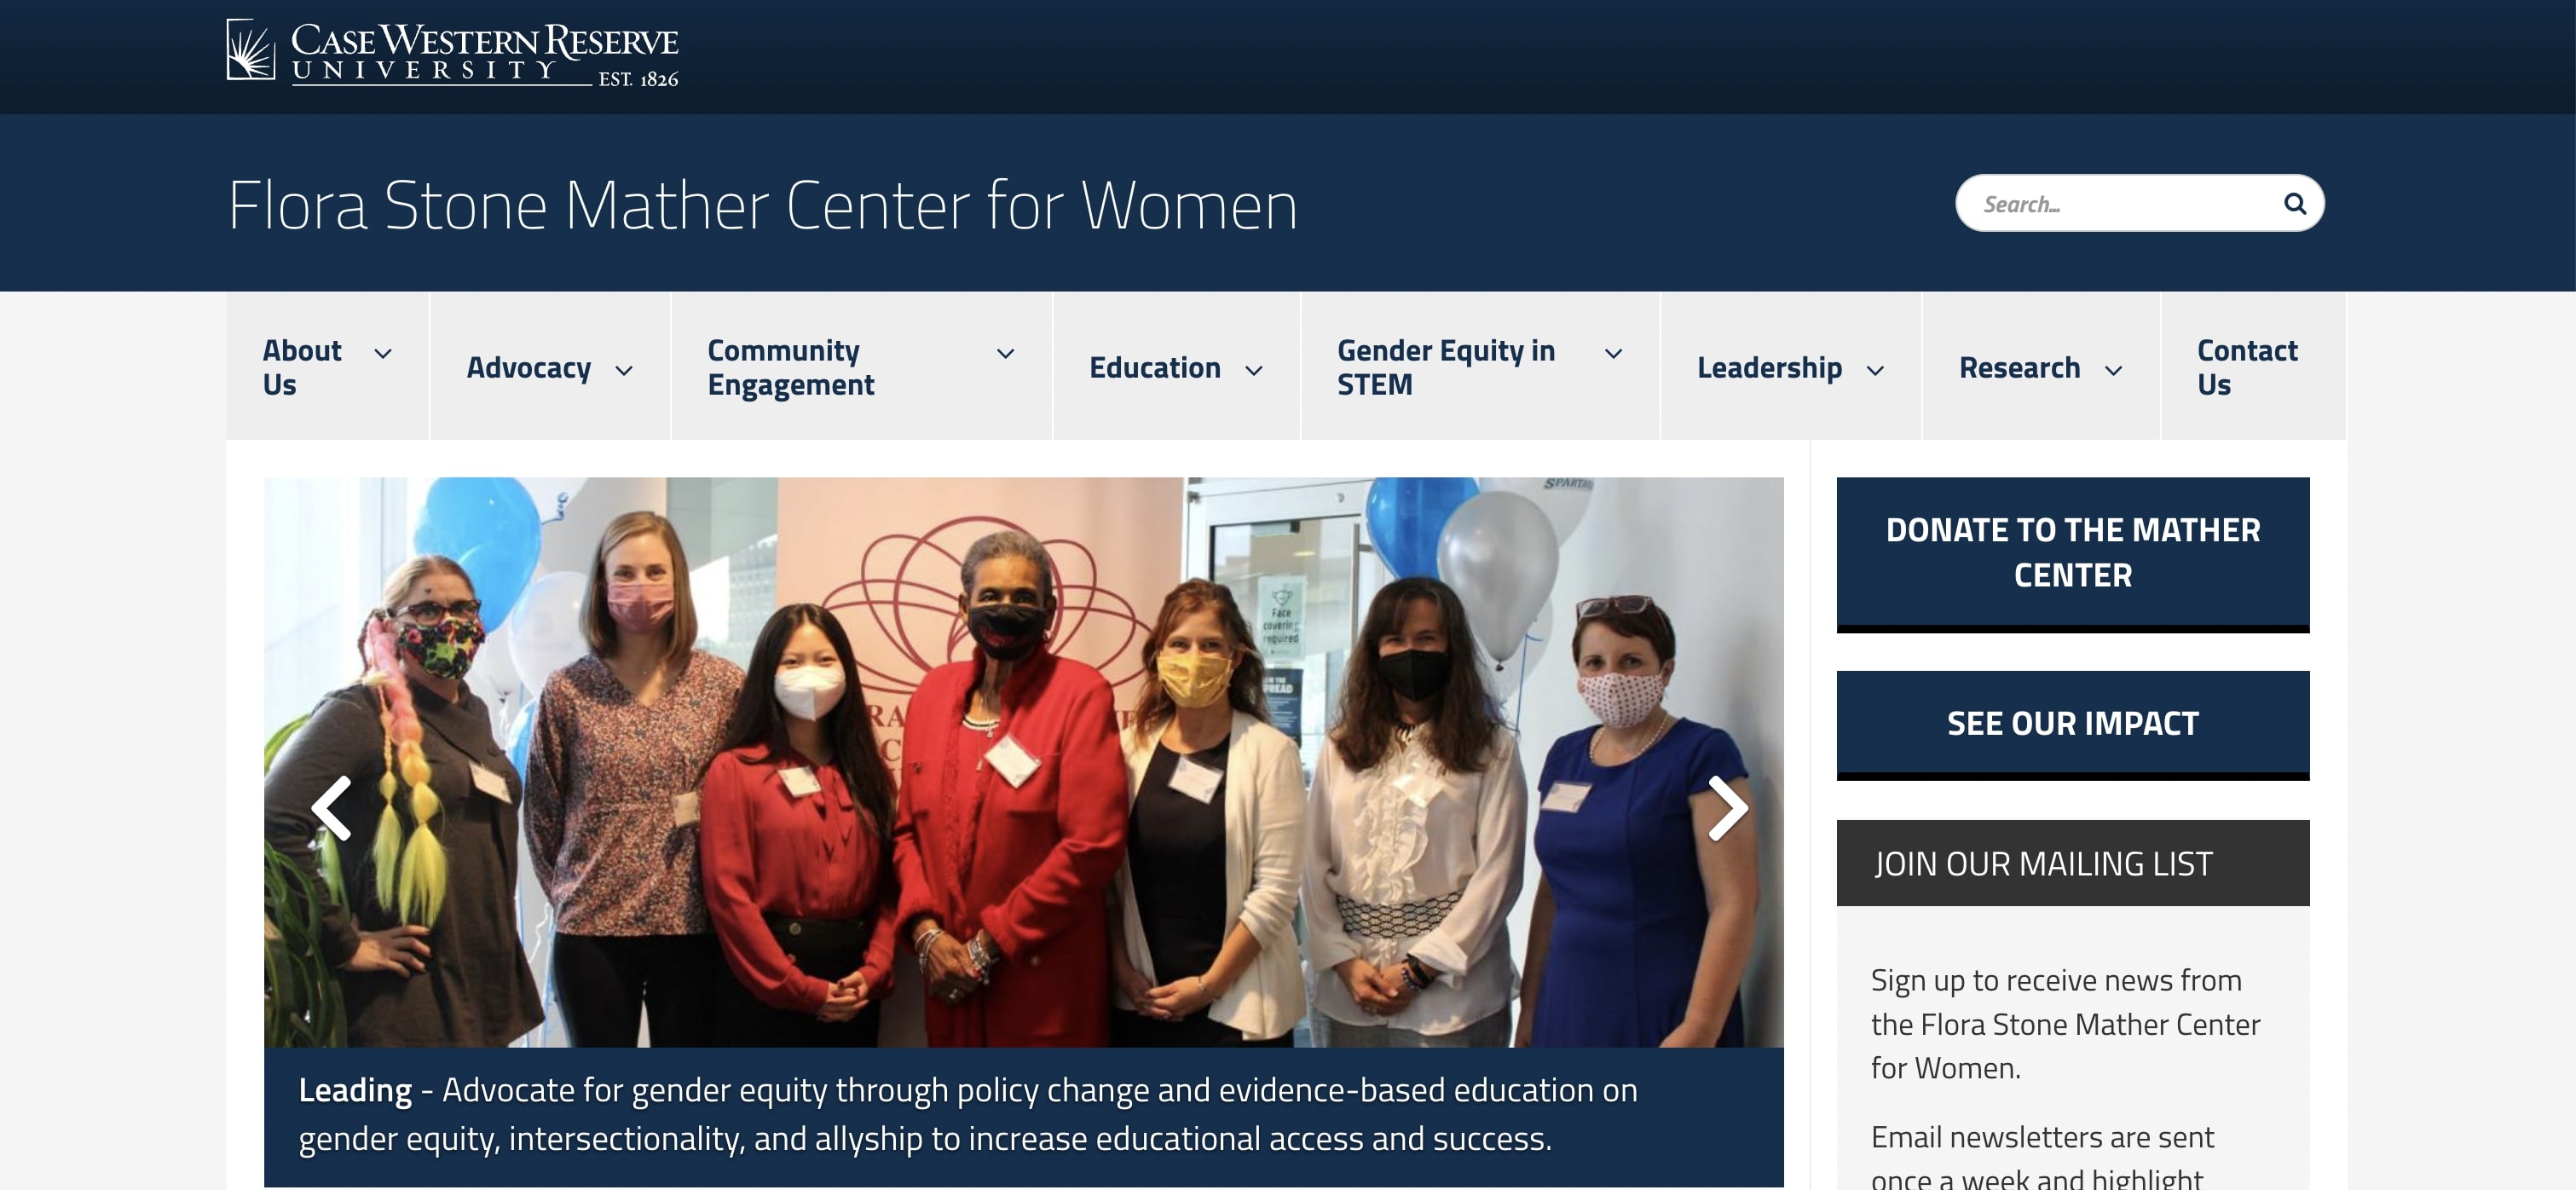 CASE WESTERN RESERVE
UNIVERSITY
EST. 1826
Flora Stone Mather Center for Women
Search...
About
Us
Advocacy
Community
Engagement
Education
Gender Equity in
STEM
Leadership
Research
Contact
Us
SPARTA
Face
covering
required
PREAD
DONATE TO THE MATHER
CENTER
SEE OUR IMPACT
JOIN OUR MAILING LIST
Sign up to receive news from
the Flora Stone Mather Center
for Women.
Email newsletters are sent
once a week and highlight
Leading - Advocate for gender equity through policy change and evidence-based education on
gender equity, intersectionality, and allyship to increase educational access and success.